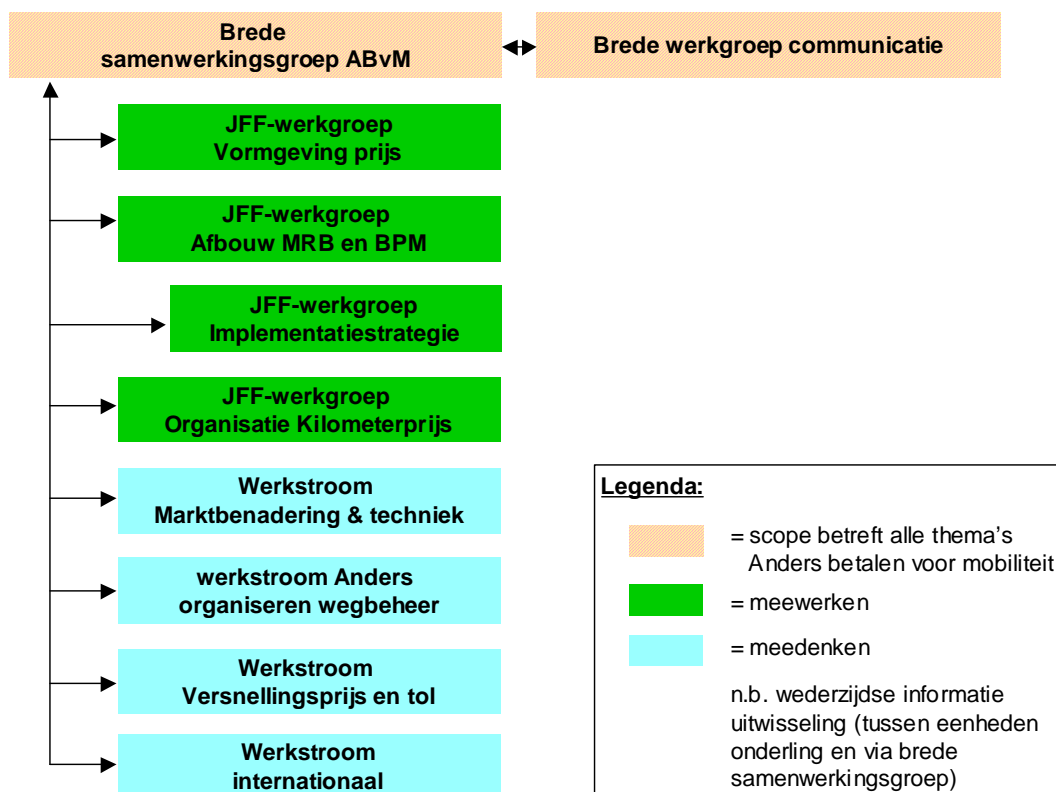 Brede
samenwerkingsgroep ABvM
Brede werkgroep communicatie
JFF-werkgroep
Vormgeving prijs
JFF-werkgroep
Afbouw MRB en BPM
JFF-werkgroep
Implementatiestrategie
JFF-werkgroep
Organisatie Kilometerprijs
Werkstroom
Marktbenadering & techniek
werkstroom Anders
organiseren wegbeheer
Werkstroom
Versnellingsprijs en tol
Werkstroom
internationaal
Legenda:
= scope betreft alle thema's
Anders betalen voor mobiliteit
= meewerken
= meedenken
n.b. wederzijdse informatie
uitwisseling (tussen eenheden
onderling en via brede
samenwerkingsgroep)